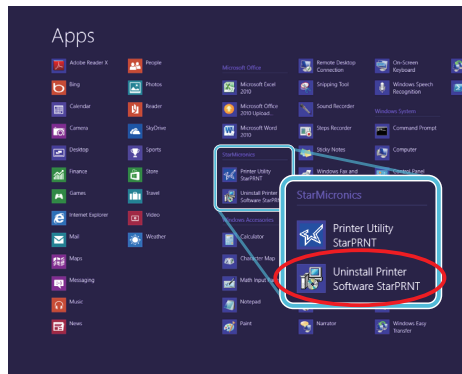 Apps
Adobe Reader X
Bing
Calendar
Camera
Desktop
Finance
Games
Internet Explorer
Mail
Maps
Messaging
Music
News
People
Photos
Reader
SkyDrive
Sports
Store
Travel
Video
Weather
Microsoft Office
Microsoft Excel
2010
Microsoft Office
2010 Upload...
Microsoft Word
2010
StarMicronics
Printer Utility
StarPRNT
Uninstall Printer
Software StarPRNT
Windows Accessories
Calculator
Character Map
Math Input
Notepad
Paint
Remote Desktop
Connection
Snipping Tool
Sound Recorder
Steps Recorder
Sticky Notes
Windows Fax and
Narrator
On-Screen
Keyboard
Windows Speech
Recognition
Windows System
Command Prompt
Computer
Control Panel
Windows Easy
Transfer
StarMicronics
Printer Utility
StarPRNT
Uninstall Printer
Software StarPRNT